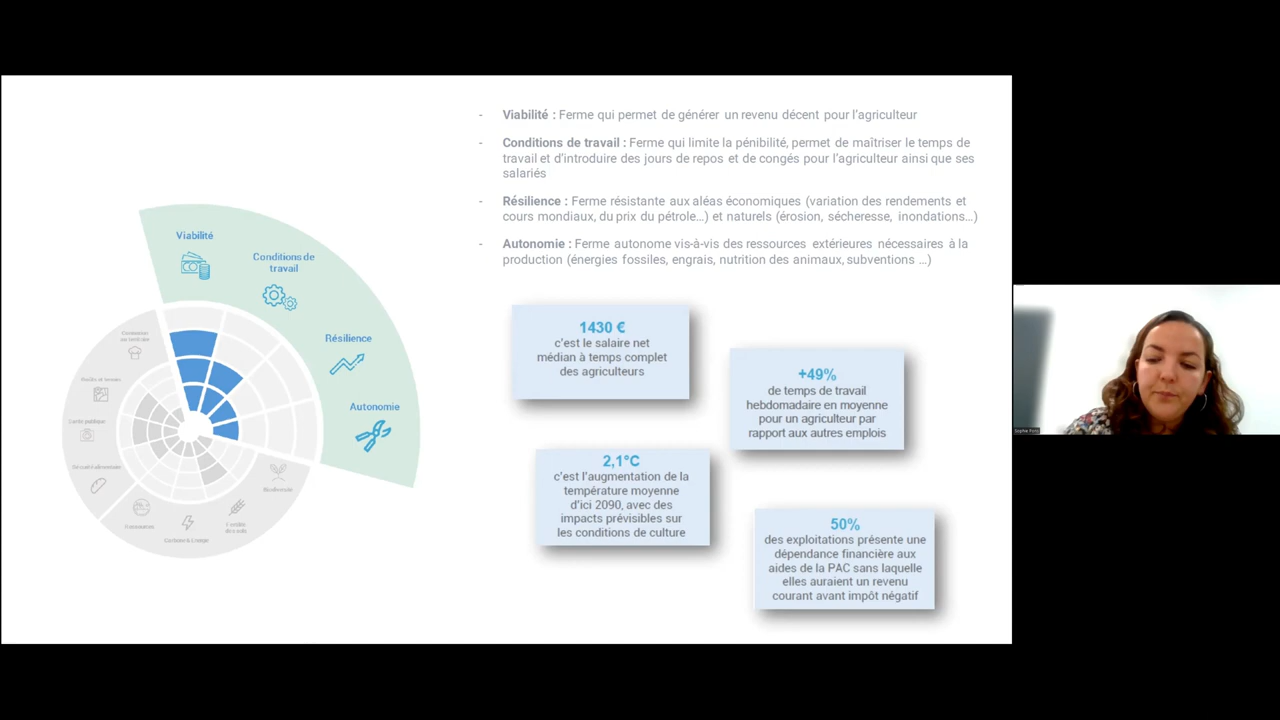 - Viabilité : Ferme qui permet de générer un revenu décent pour l'agriculteur
- Conditions de travail : Ferme qui limite la pénibilité, permet de maîtriser le temps de
travail et d'introduire des jours de repos et de congés pour l'agriculteur ainsi que ses
salariés
- Résilience : Ferme résistante aux aléas économiques (variation des rendements et
cours mondiaux, du prix du pétrole…) et naturels (érosion, sécheresse, inondations…)
- Autonomie : Ferme autonome vis-à-vis des ressources extérieures nécessaires à la
production (énergies fossiles, engrais, nutrition des animaux, subventions …)
Viabilité
Conditions de
travail
Résilience
Autonomie
Santé publique
Sécurité alimentaire
Biodiversité
1430 €
c'est le salaire net
médian à temps complet
des agriculteurs
+49%
de temps de travail
hebdomadaire en moyenne
pour un agriculteur par
rapport aux autres emplois
2,1°C
c'est l'augmentation de la
température moyenne
d'ici 2090, avec des
impacts prévisibles sur
les conditions de culture
50%
des exploitations présente une
dépendance financière aux
aides de la PAC sans laquelle
elles auraient un revenu
courant avant impôt négatif